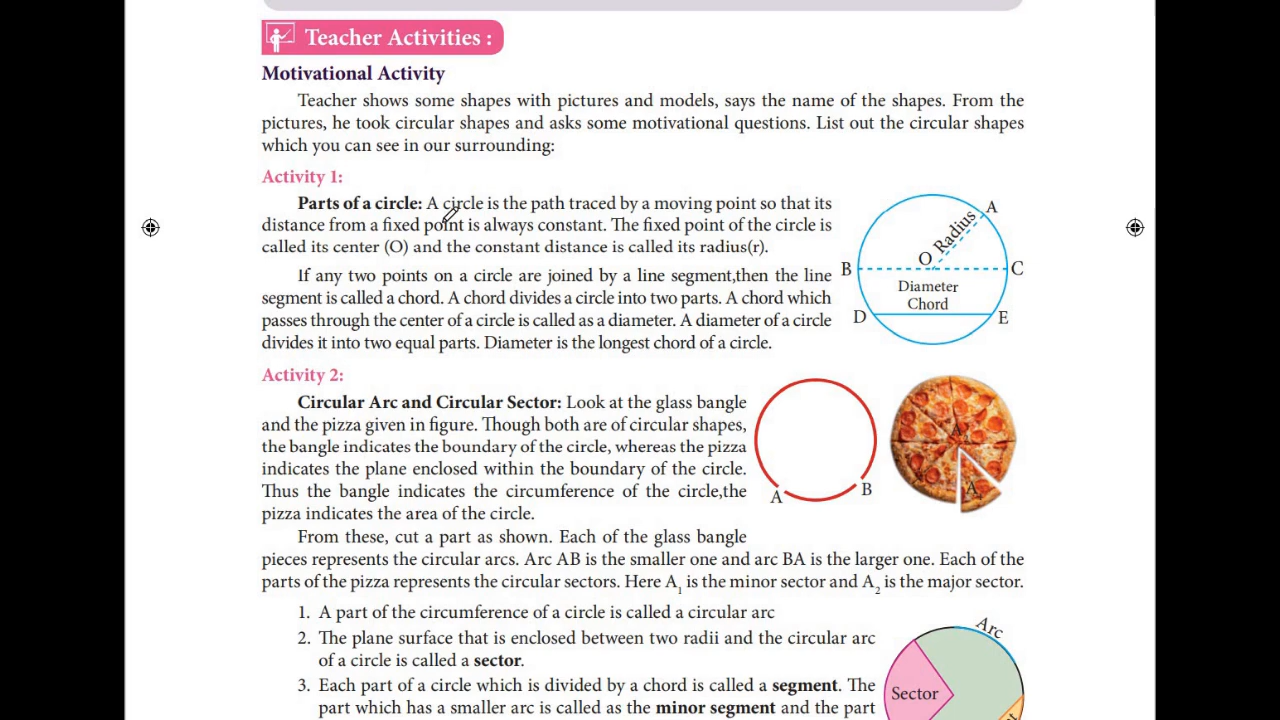 Teacher Activities :
Motivational Activity
Teacher shows some shapes with pictures and models, says the name of the shapes. From the
pictures, he took circular shapes and asks some motivational questions. List out the circular shapes
which you can see in our surrounding:
Activity 1:
Parts of a circle: A circle is the path traced by a moving point so that its
distance from a fixed point is always constant. The fixed point of the circle is
called its center (O) and the constant distance is called its radius(r).
If any two points on a circle are joined by a line segment,then the line
segment is called a chord. A chord divides a circle into two parts. A chord which
passes through the center of a circle is called as a diameter. A diameter of a circle
divides it into two equal parts. Diameter is the longest chord of a circle.
A
Radius
O
B
C
Diameter
Chord
D
E
Activity 2:
Circular Arc and Circular Sector: Look at the glass bangle
and the pizza given in figure. Though both are of circular shapes,
the bangle indicates the boundary of the circle, whereas the pizza
indicates the plane enclosed within the boundary of the circle.
Thus the bangle indicates the circumference of the circle,the
pizza indicates the area of the circle.
A
B
A
A
From these, cut a part as shown. Each of the glass bangle
pieces represents the circular arcs. Arc AB is the smaller one and arc BA is the larger one. Each of the
parts of the pizza represents the circular sectors. Here A1 is the minor sector and A2 is the major sector.
1. A part of the circumference of a circle is called a circular arc
2. The plane surface that is enclosed between two radii and the circular arc
of a circle is called a sector.
3. Each part of a circle which is divided by a chord is called a segment. The
part which has a smaller arc is called as the minor segment and the part
Arc
Sector